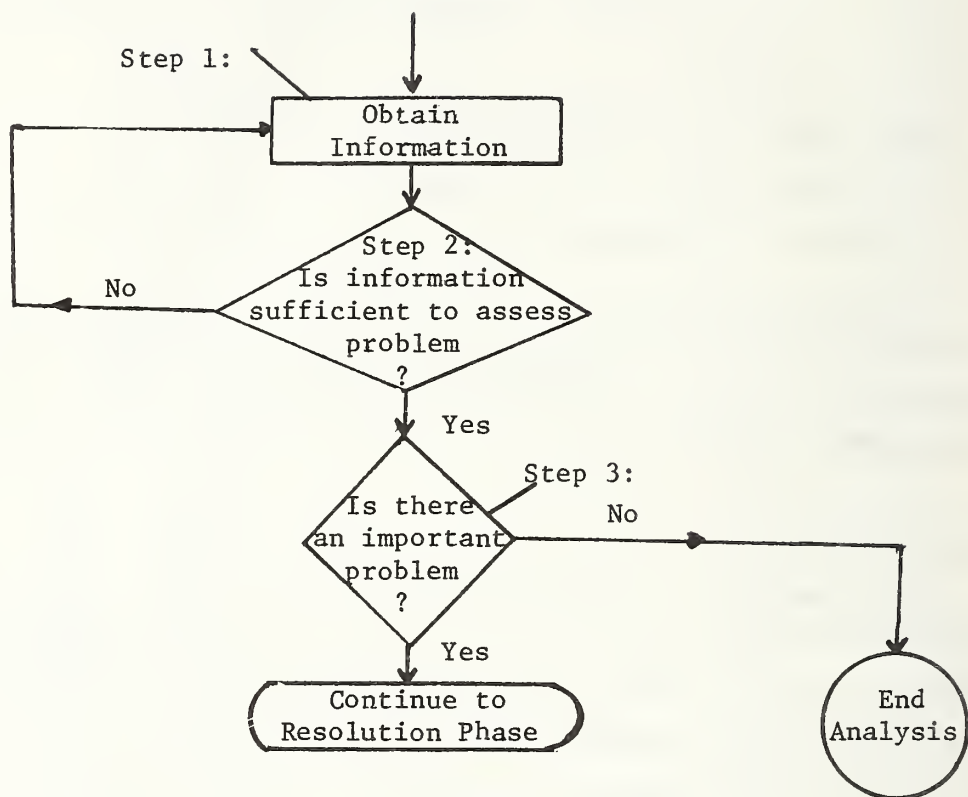 Step 1:
Obtain
Information
Step 2:
Is information
sufficient to assess
problem
?
No
Yes
Step 3:
Is there
an important
problem
?
No
Yes
Continue to
Resolution Phase
End
Analysis